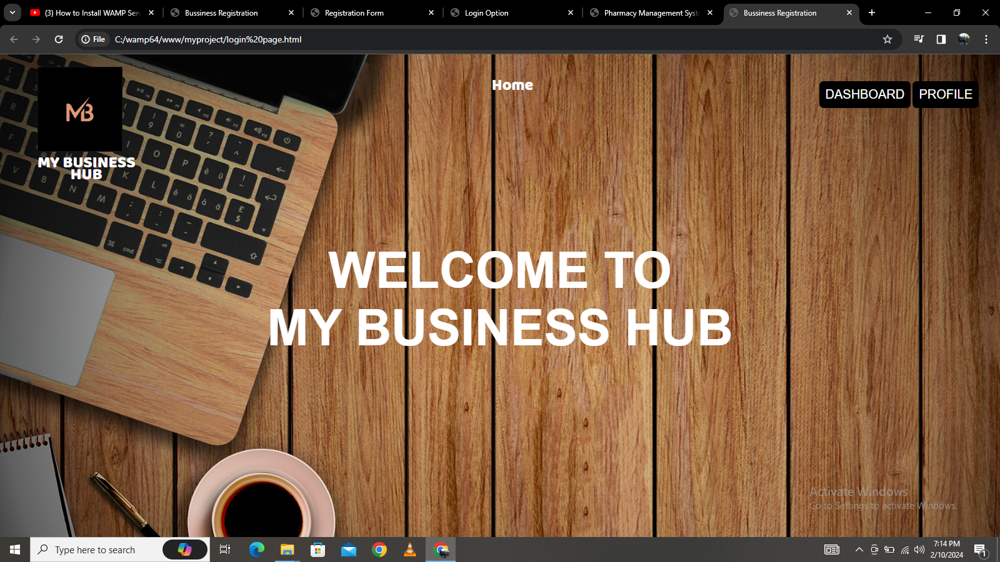 (3) How to Install WAMP Ser
Bussiness Registration
Registration Form
Login Option
Pharmacy Management Syst
Bussiness Registration
File
C:/wamp64/www/myproject/login%20page.html
MB
MY BUSINESS
HUB
Home
DASHBOARD
PROFILE
WELCOME TO
MY BUSINESS HUB
Activate Windows
Go to Settings to activate Windows.
Type here to search
7:14 PM
2/10/2024
1